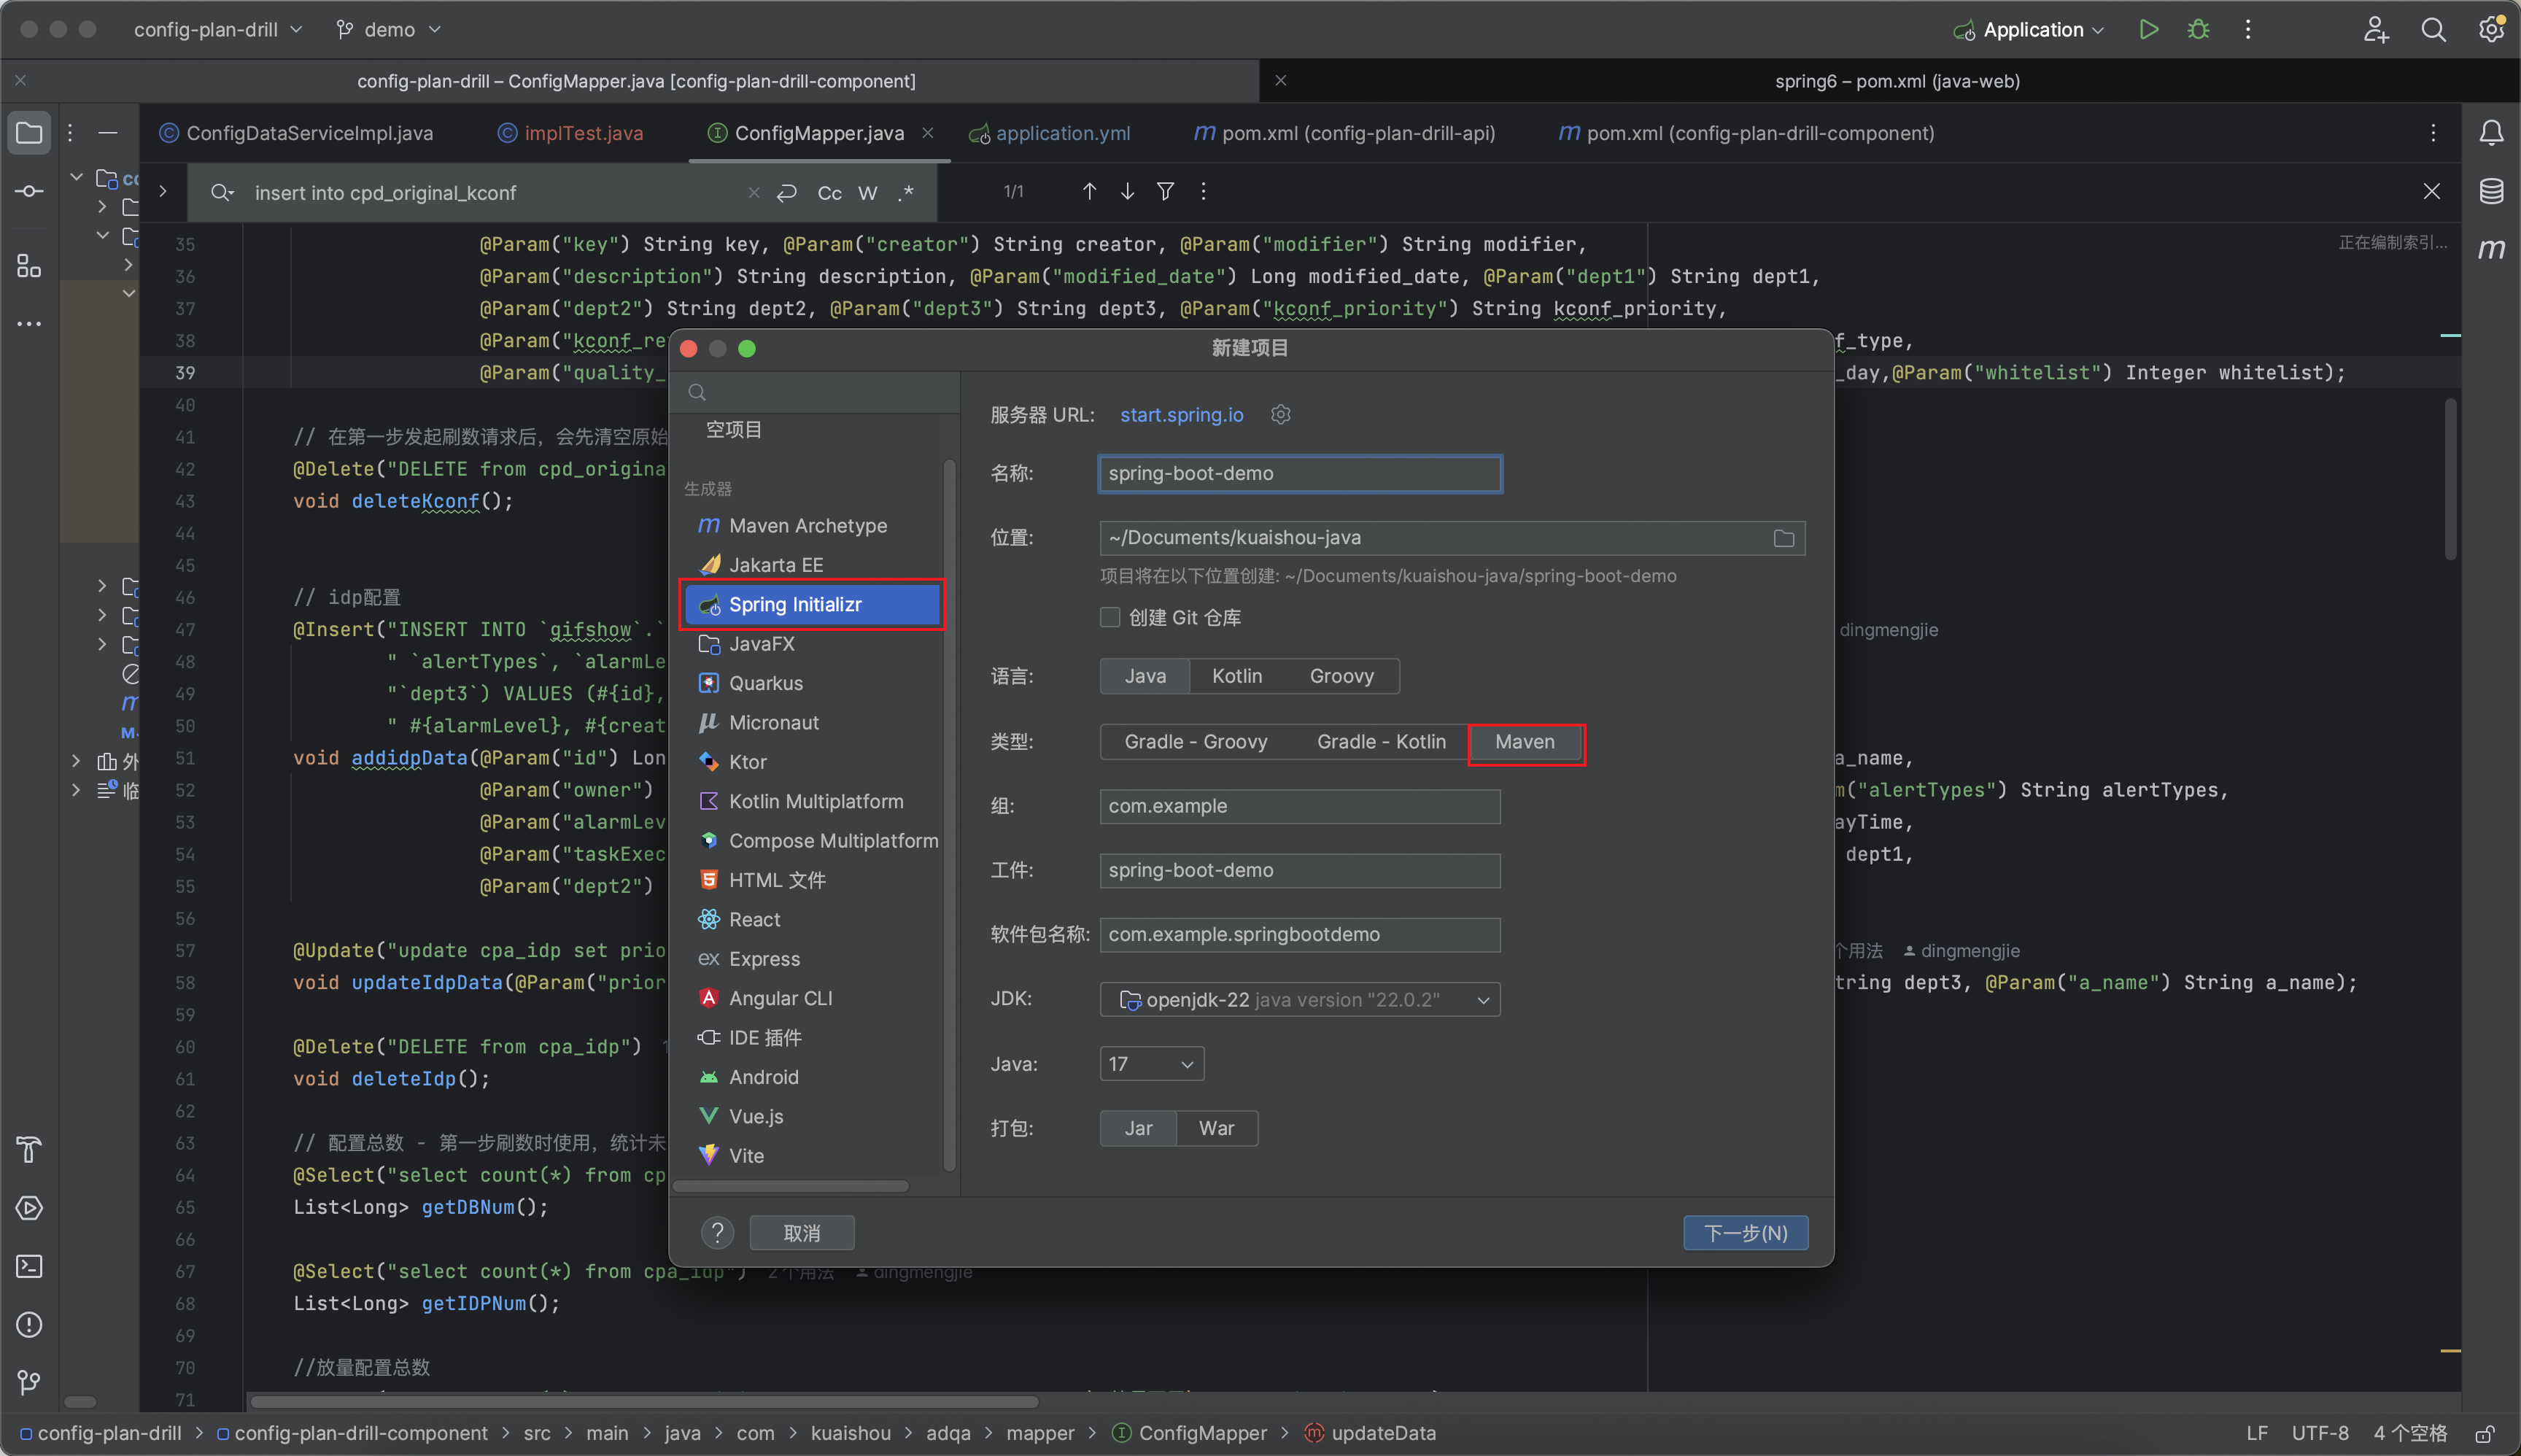 config-plan-drill
demo
Application
config-plan-drill – ConfigMapper.java [config-plan-drill-component]
spring6 – pom.xml (java-web)
ConfigDataServiceImpl.java
implTest.java
ConfigMapper.java
application.yml
pom.xml (config-plan-drill-api)
pom.xml (config-plan-drill-component)
insert into cpd_original_kconf
Cc W .*
1/1
正在编制索引...
35 @Param("key") String key, @Param("creator") String creator, @Param("modifier") String modifier,
36 @Param("description") String description, @Param("modified_date") Long modified_date, @Param("dept1") String dept1,
37 @Param("dept2") String dept2, @Param("dept3") String dept3, @Param("kconf_priority") String kconf_priority,
38 @Param("kconf_re f_type,
39 @Param("quality_ _day,@Param("whitelist") Integer whitelist);
40
41 // 在第一步发起刷数请求后，会先清空原始
42 @Delete("DELETE from cpd_origina
43 void deleteKconf();
44
45
46 // idp配置
47 @Insert("INSERT INTO `gifshow`.` dingmengjie
48 " `alertTypes`, `alarmLe
49 "`dept3`) VALUES (#{id},
50 " #{alarmLevel}, #{creat
51 void addidpData(@Param("id") Lon a_name,
52 @Param("owner") m("alertTypes") String alertTypes,
53 @Param("alarmLev ayTime,
54 @Param("taskExec dept1,
55 @Param("dept2")
56
57 @Update("update cpa_idp set prior 个用法 dingmengjie
58 void updateIdpData(@Param("prior tring dept3, @Param("a_name") String a_name);
59
60 @Delete("DELETE from cpa_idp") 1
61 void deleteIdp();
62
63 // 配置总数 - 第一步刷数时使用，统计未
64 @Select("select count(*) from cp
65 List<Long> getDBNum();
66
67 @Select("select count(*) from cpa_idp") 2个用法 dingmengjie
68 List<Long> getIDPNum();
69
70 //放量配置总数
71
外
临
新建项目
空项目
生成器
Maven Archetype
Jakarta EE
Spring Initializr
JavaFX
Quarkus
Micronaut
Ktor
Kotlin Multiplatform
Compose Multiplatform
HTML 文件
React
ex Express
Angular CLI
IDE 插件
Android
Vue.js
Vite
服务器 URL: start.spring.io
名称: spring-boot-demo
位置: ~/Documents/kuaishou-java
项目将在以下位置创建: ~/Documents/kuaishou-java/spring-boot-demo
创建 Git 仓库
语言: Java Kotlin Groovy
类型: Gradle - Groovy Gradle - Kotlin Maven
组: com.example
工件: spring-boot-demo
软件包名称: com.example.springbootdemo
JDK: openjdk-22 java version "22.0.2"
Java: 17
打包: Jar War
? 取消 下一步(N)
config-plan-drill > config-plan-drill-component > src > main > java > com > kuaishou > adqa > mapper > ConfigMapper > updateData
LF UTF-8 4 个空格